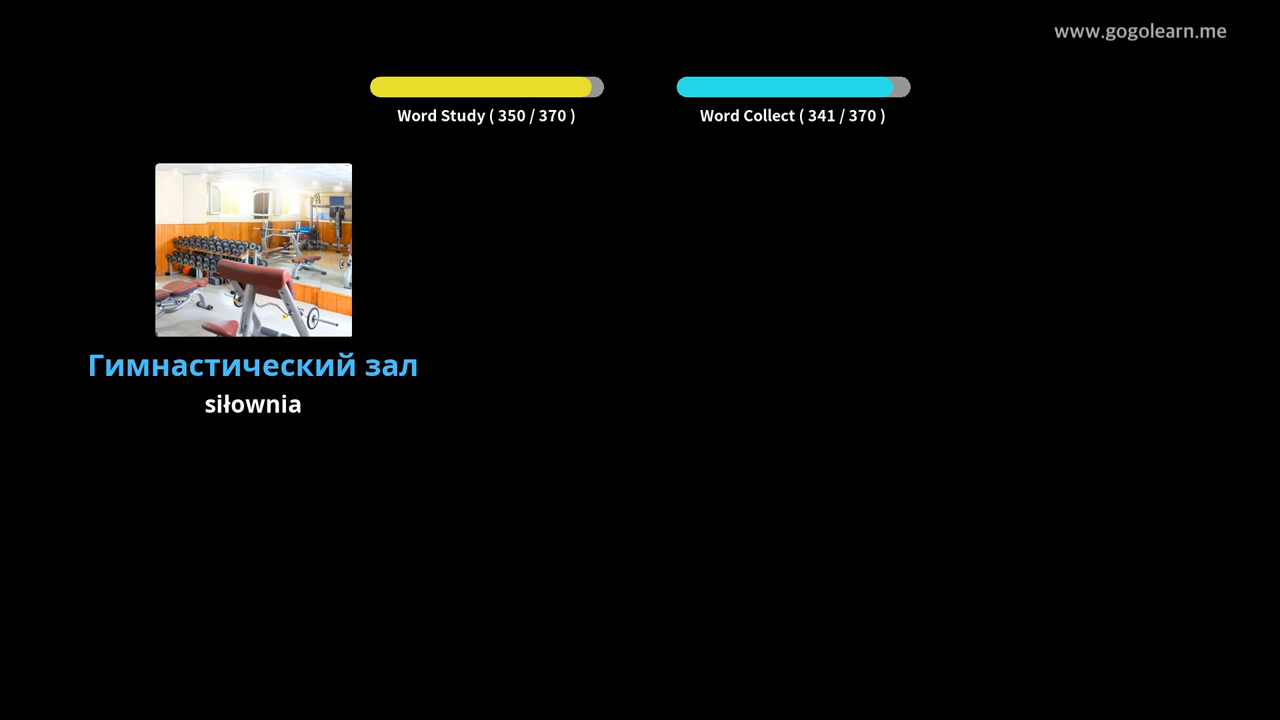 www.gogolearn.me
Word Study ( 350 / 370 )
Word Collect ( 341 / 370 )
Гимнастический зал
siłownia